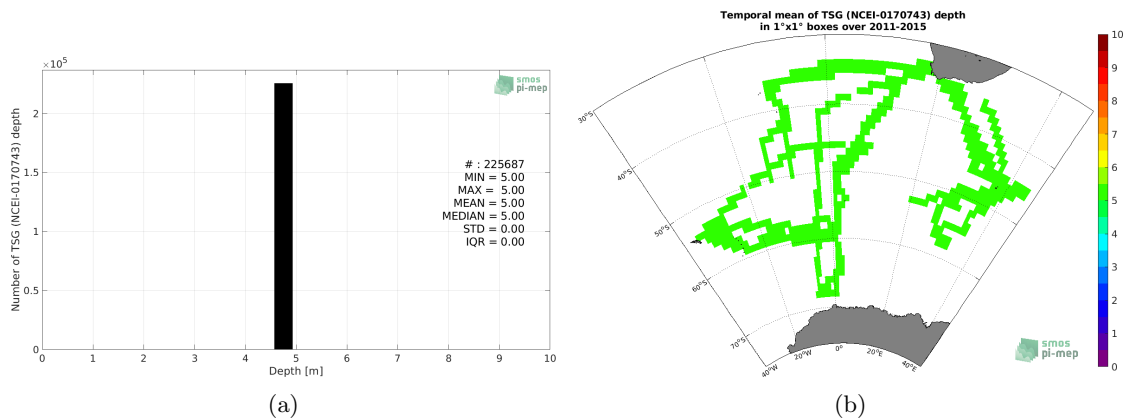 ×10⁵
smos
pi-mep
Number of TSG (NCEI-0170743) depth
2
1.5
1
0.5
0
# : 225687
MIN = 5.00
MAX = 5.00
MEAN = 5.00
MEDIAN = 5.00
STD = 0.00
IQR = 0.00
0 1 2 3 4 5 6 7 8 9 10
Depth [m]
(a)
Temporal mean of TSG (NCEI-0170743) depth
in 1°x1° boxes over 2011-2015
30°S
40°S
50°S
60°S
70°S
40°W
20°W
0°
20°E
40°E
10
9
8
7
6
5
4
3
2
1
0
smos
pi-mep
(b)